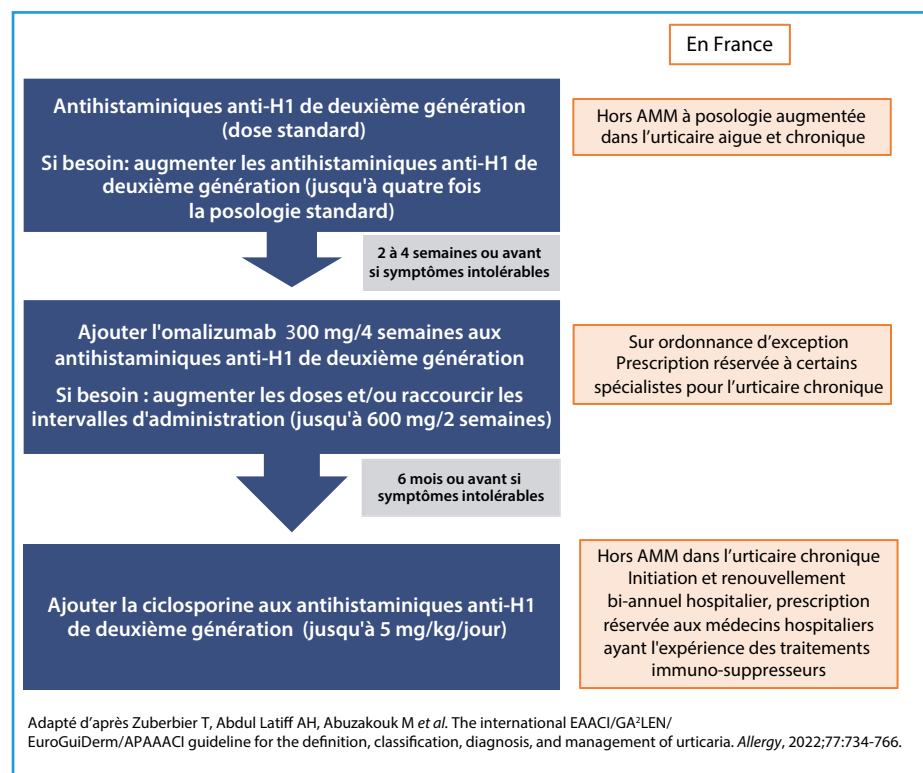 En France
Antihistaminiques anti-H1 de deuxième génération
(dose standard)
Si besoin: augmenter les antihistaminiques anti-H1 de
deuxième génération (jusqu'à quatre fois
la posologie standard)
Hors AMM à posologie augmentée
dans l’urticaire aigue et chronique
2 à 4 semaines ou avant
si symptômes intolérables
Ajouter l'omalizumab 300 mg/4 semaines aux
antihistaminiques anti-H1 de deuxième génération
Si besoin : augmenter les doses et/ou raccourcir les
intervalles d'administration (jusqu'à 600 mg/2 semaines)
Sur ordonnance d’exception
Prescription réservée à certains
spécialistes pour l’urticaire chronique
6 mois ou avant si
symptômes intolérables
Ajouter la ciclosporine aux antihistaminiques anti-H1
de deuxième génération (jusqu'à 5 mg/kg/jour)
Hors AMM dans l’urticaire chronique
Initiation et renouvellement
bi-annuel hospitalier, prescription
réservée aux médecins hospitaliers
ayant l'expérience des traitements
immuno-suppresseurs
Adapté d’après Zuberbier T, Abdul Latiff AH, Abuzakouk M et al. The international EAACI/GA²LEN/
EuroGuiDerm/APAAACI guideline for the definition, classification, diagnosis, and management of urticaria. Allergy, 2022;77:734-766.